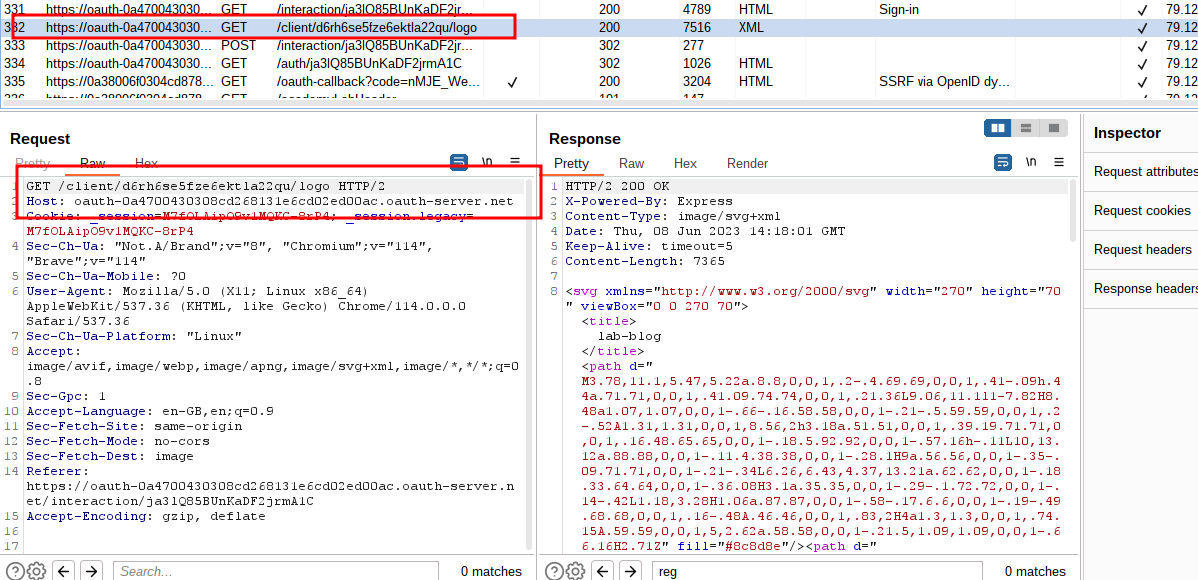 331 https://oauth-0a470043030... GET /interaction/ja3lQ85BUnKaDF2jr... 200 4789 HTML Sign-in ✓ 79.12
332 https://oauth-0a470043030... GET /client/d6rh6se5fze6ektla22qu/logo 200 7516 XML ✓ 79.12
333 https://oauth-0a470043030... POST /interaction/ja3lQ85BUnKaDF2jr... 302 277 ✓ 79.12
334 https://oauth-0a470043030... GET /auth/ja3lQ85BUnKaDF2jrmA1C 302 1026 HTML ✓ 79.12
335 https://0a38006f0304cd878... GET /oauth-callback?code=nMJE_We... ✓ 200 3204 HTML SSRF via OpenID dy... ✓ 79.12
Request
Pretty Raw Hex \n
1 GET /client/d6rh6se5fze6ektla22qu/logo HTTP/2
2 Host: oauth-0a4700430308cd268131e6cd02ed00ac.oauth-server.net
Cookie: _session=M7fOLAipO9v1MQKC-8rP4; _session.legacy=
M7fOLAipO9v1MQKC-8rP4
4 Sec-Ch-Ua: "Not.A/Brand";v="8", "Chromium";v="114",
"Brave";v="114"
5 Sec-Ch-Ua-Mobile: ?0
6 User-Agent: Mozilla/5.0 (X11; Linux x86_64)
AppleWebKit/537.36 (KHTML, like Gecko) Chrome/114.0.0.0
Safari/537.36
7 Sec-Ch-Ua-Platform: "Linux"
8 Accept:
image/avif,image/webp,image/apng,image/svg+xml,image/*,*/*;q=0
.8
9 Sec-Gpc: 1
10 Accept-Language: en-GB,en;q=0.9
11 Sec-Fetch-Site: same-origin
12 Sec-Fetch-Mode: no-cors
13 Sec-Fetch-Dest: image
14 Referer:
https://oauth-0a4700430308cd268131e6cd02ed00ac.oauth-server.n
et/interaction/ja3lQ85BUnKaDF2jrmA1C
15 Accept-Encoding: gzip, deflate
16
17
Search...
0 matches
Response
Pretty Raw Hex Render \n
1 HTTP/2 200 OK
2 X-Powered-By: Express
3 Content-Type: image/svg+xml
4 Date: Thu, 08 Jun 2023 14:18:01 GMT
5 Keep-Alive: timeout=5
6 Content-Length: 7365
7
8 <svg xmlns="http://www.w3.org/2000/svg" width="270" height="70
" viewBox="0 0 270 70">
<title>
lab-blog
</title>
<path d="
M3.78,11.1,5.47,5.22a.8.8,0,0,1,.2-.4.69.69,0,0,1,.41-.09h.4
4a.71.71,0,0,1,.41.09.74.74,0,0,1,.21.36L9.06,11.1l1-7.82H8.
48a1.07,1.07,0,0,1-.66-.16.58.58,0,0,1-.21-.5.59.59,0,0,1,.2
-.52A1.31,1.31,0,0,1,8.56,2h3.18a.51.51,0,0,1,.39.19.71.71,0
,0,1,.16.48.65.65,0,0,1-.18.5.92.92,0,0,1-.57.16h-.11L10,13.
12a.88.88,0,0,1-.11.4.38.38,0,0,1-.28.1H9a.56.56,0,0,1-.35-.
09.71.71,0,0,1-.21-.34L6.26,6.43,4.37,13.21a.62.62,0,0,1-.18
.33.64.64,0,0,1-.36.08H3.1a.35.35,0,0,1-.29-.1.72.72,0,0,1-.
14-.42L1.18,3.28H1.06a.87.87,0,0,1-.58-.17.6.6,0,0,1-.19-.49
.68.68,0,0,1,.16-.48A.46.46,0,0,1,.83,2H4a1.3,1.3,0,0,1,.74.
15A.59.59,0,0,1,5,2.62a.58.58,0,0,1-.21.5,1.09,1.09,0,0,1-.6
6.16H2.71Z" fill="#8c8d8e"/><path d="
reg
0 matches
Inspector
Request attributes
Request cookies
Request headers
Response headers